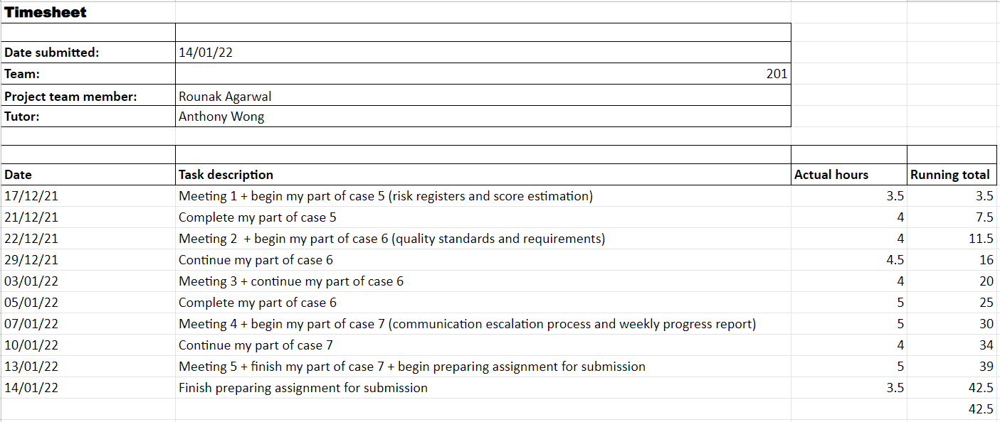 Timesheet
Date submitted: 14/01/22
Team: 201
Project team member: Rounak Agarwal
Tutor: Anthony Wong
Date Task description Actual hours Running total
17/12/21 Meeting 1 + begin my part of case 5 (risk registers and score estimation) 3.5 3.5
21/12/21 Complete my part of case 5 4 7.5
22/12/21 Meeting 2  + begin my part of case 6 (quality standards and requirements) 4 11.5
29/12/21 Continue my part of case 6 4.5 16
03/01/22 Meeting 3 + continue my part of case 6 4 20
05/01/22 Complete my part of case 6 5 25
07/01/22 Meeting 4 + begin my part of case 7 (communication escalation process and weekly progress report) 5 30
10/01/22 Continue my part of case 7 4 34
13/01/22 Meeting 5 + finish my part of case 7 + begin preparing assignment for submission 5 39
14/01/22 Finish preparing assignment for submission 3.5 42.5
42.5